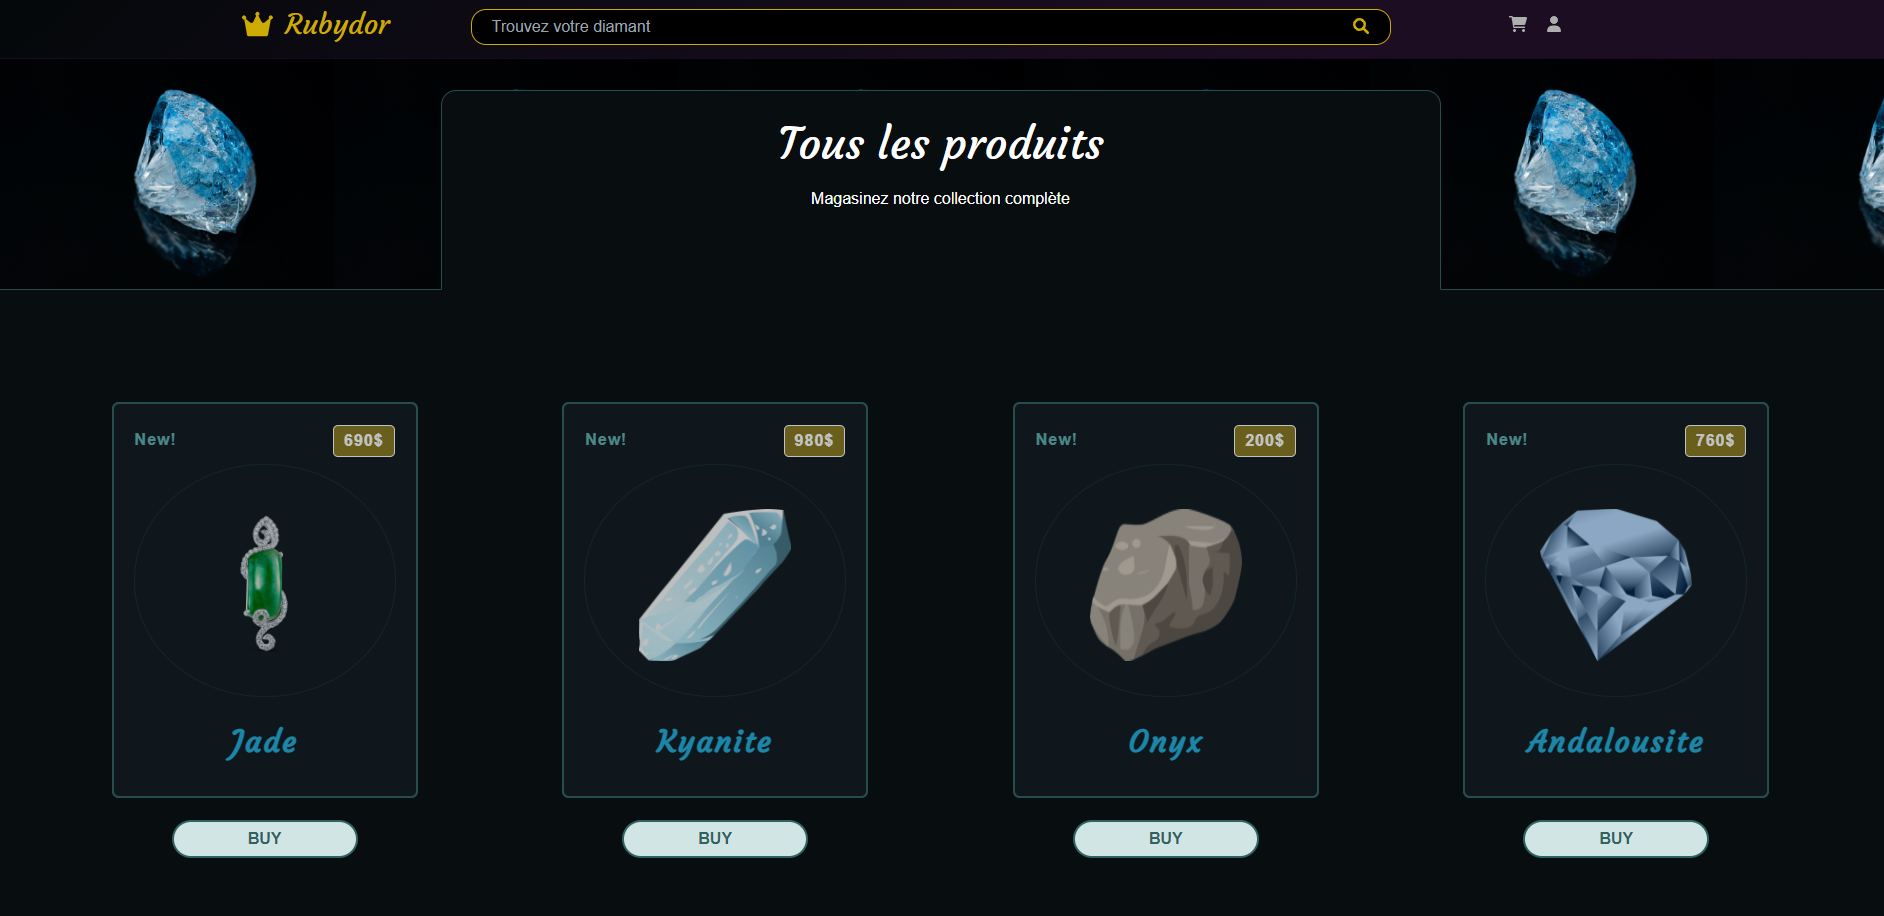 Rubydor
Trouvez votre diamant
Tous les produits
Magasinez notre collection complète
New! 690$
New! 980$
New! 200$
New! 760$
Jade
Kyanite
Onyx
Andalousite
BUY
BUY
BUY
BUY